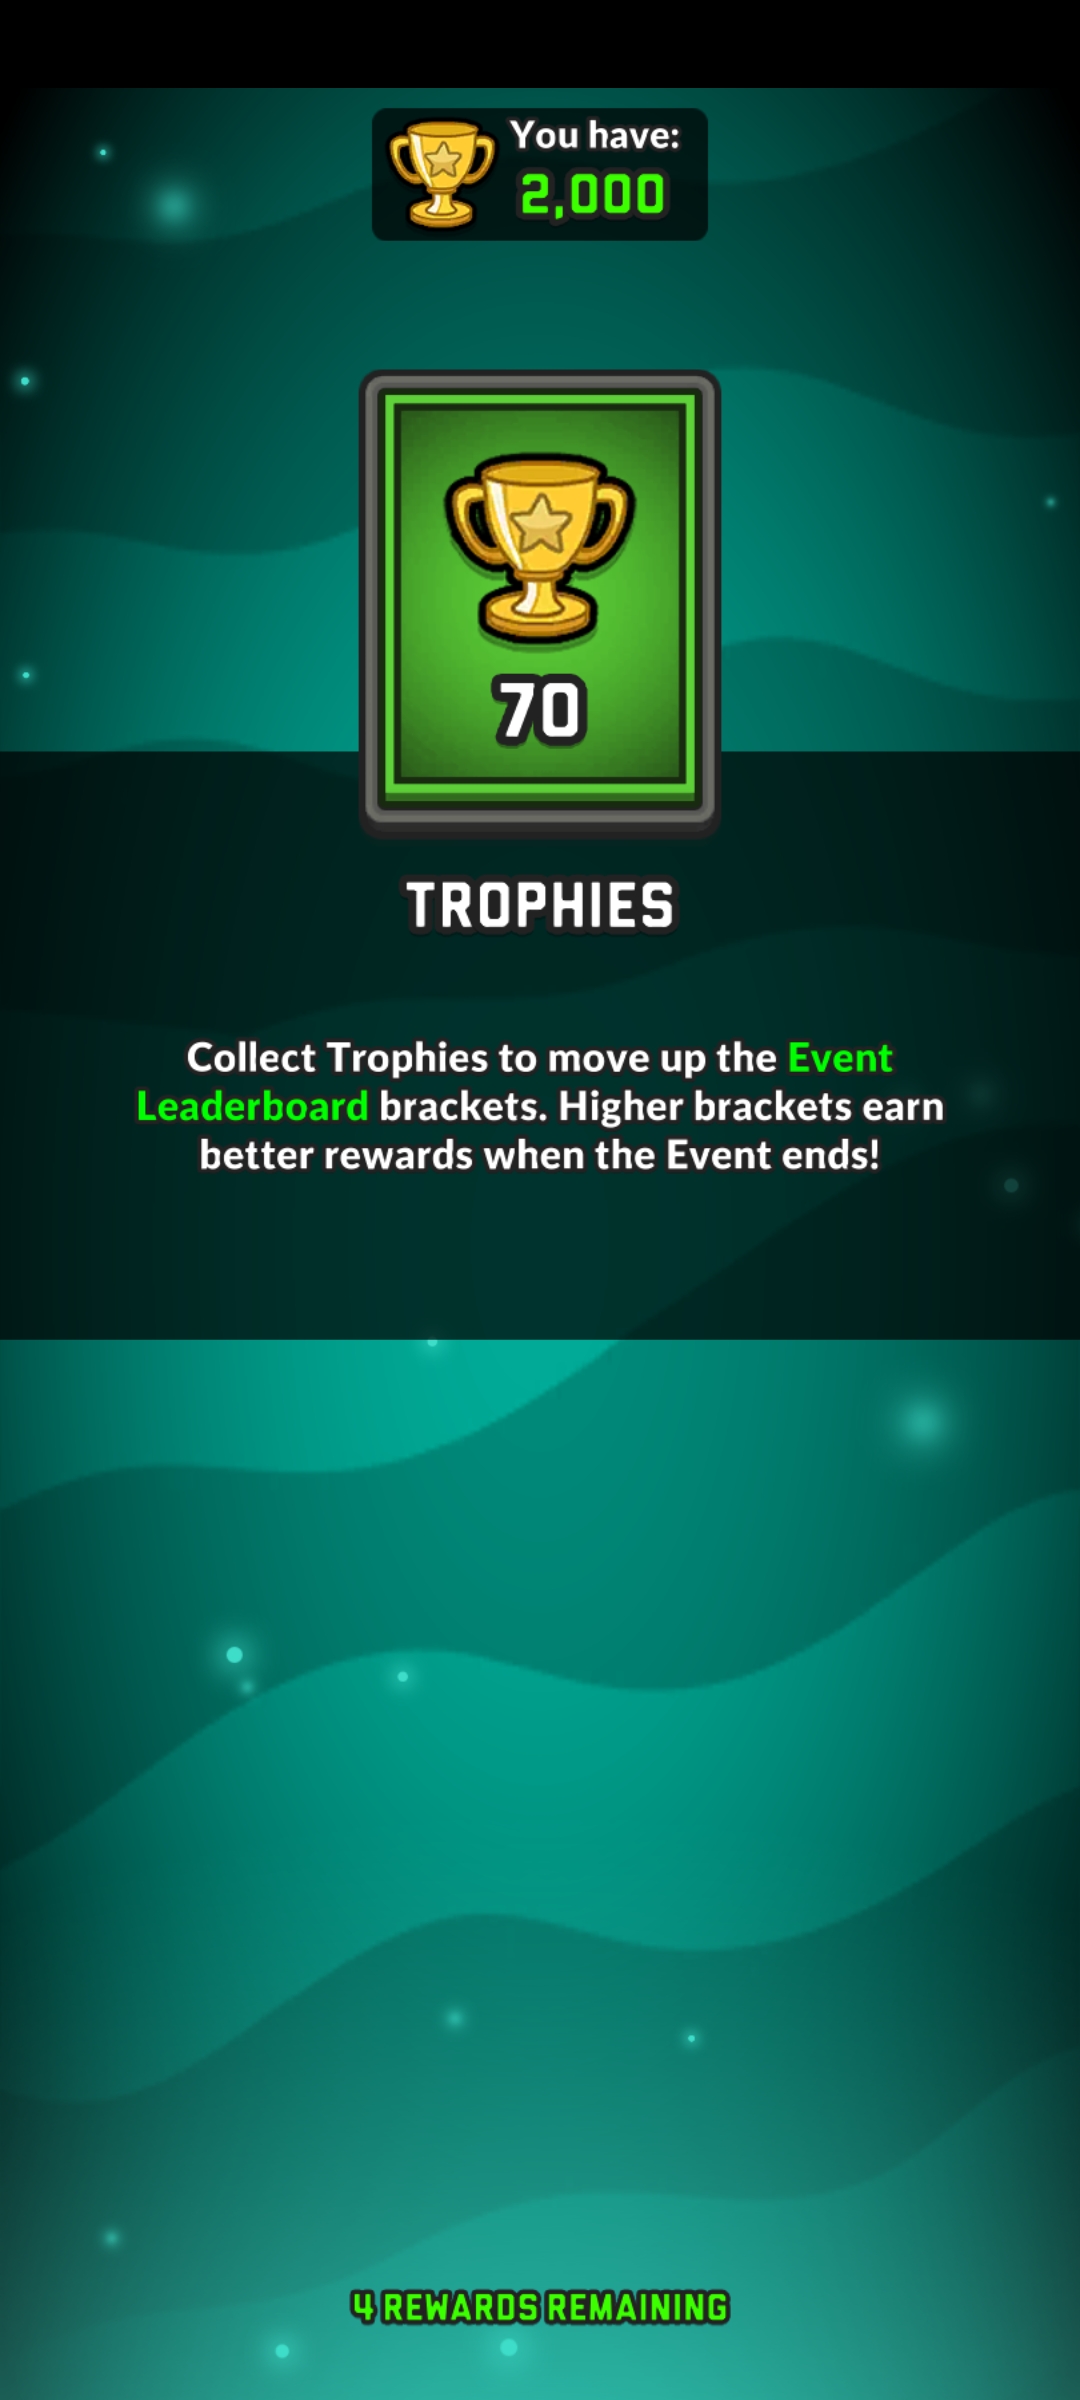 You have:
2,000
70
TROPHIES
Collect Trophies to move up the Event
Leaderboard brackets. Higher brackets earn
better rewards when the Event ends!
4 REWARDS REMAINING